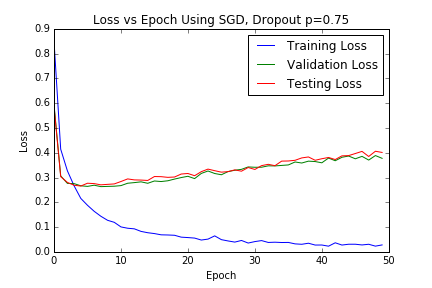 Loss vs Epoch Using SGD, Dropout p=0.75
0.9
0.8
0.7
0.6
0.5
0.4
0.3
0.2
0.1
0.0
Loss
Training Loss
Validation Loss
Testing Loss
0 10 20 30 40 50
Epoch